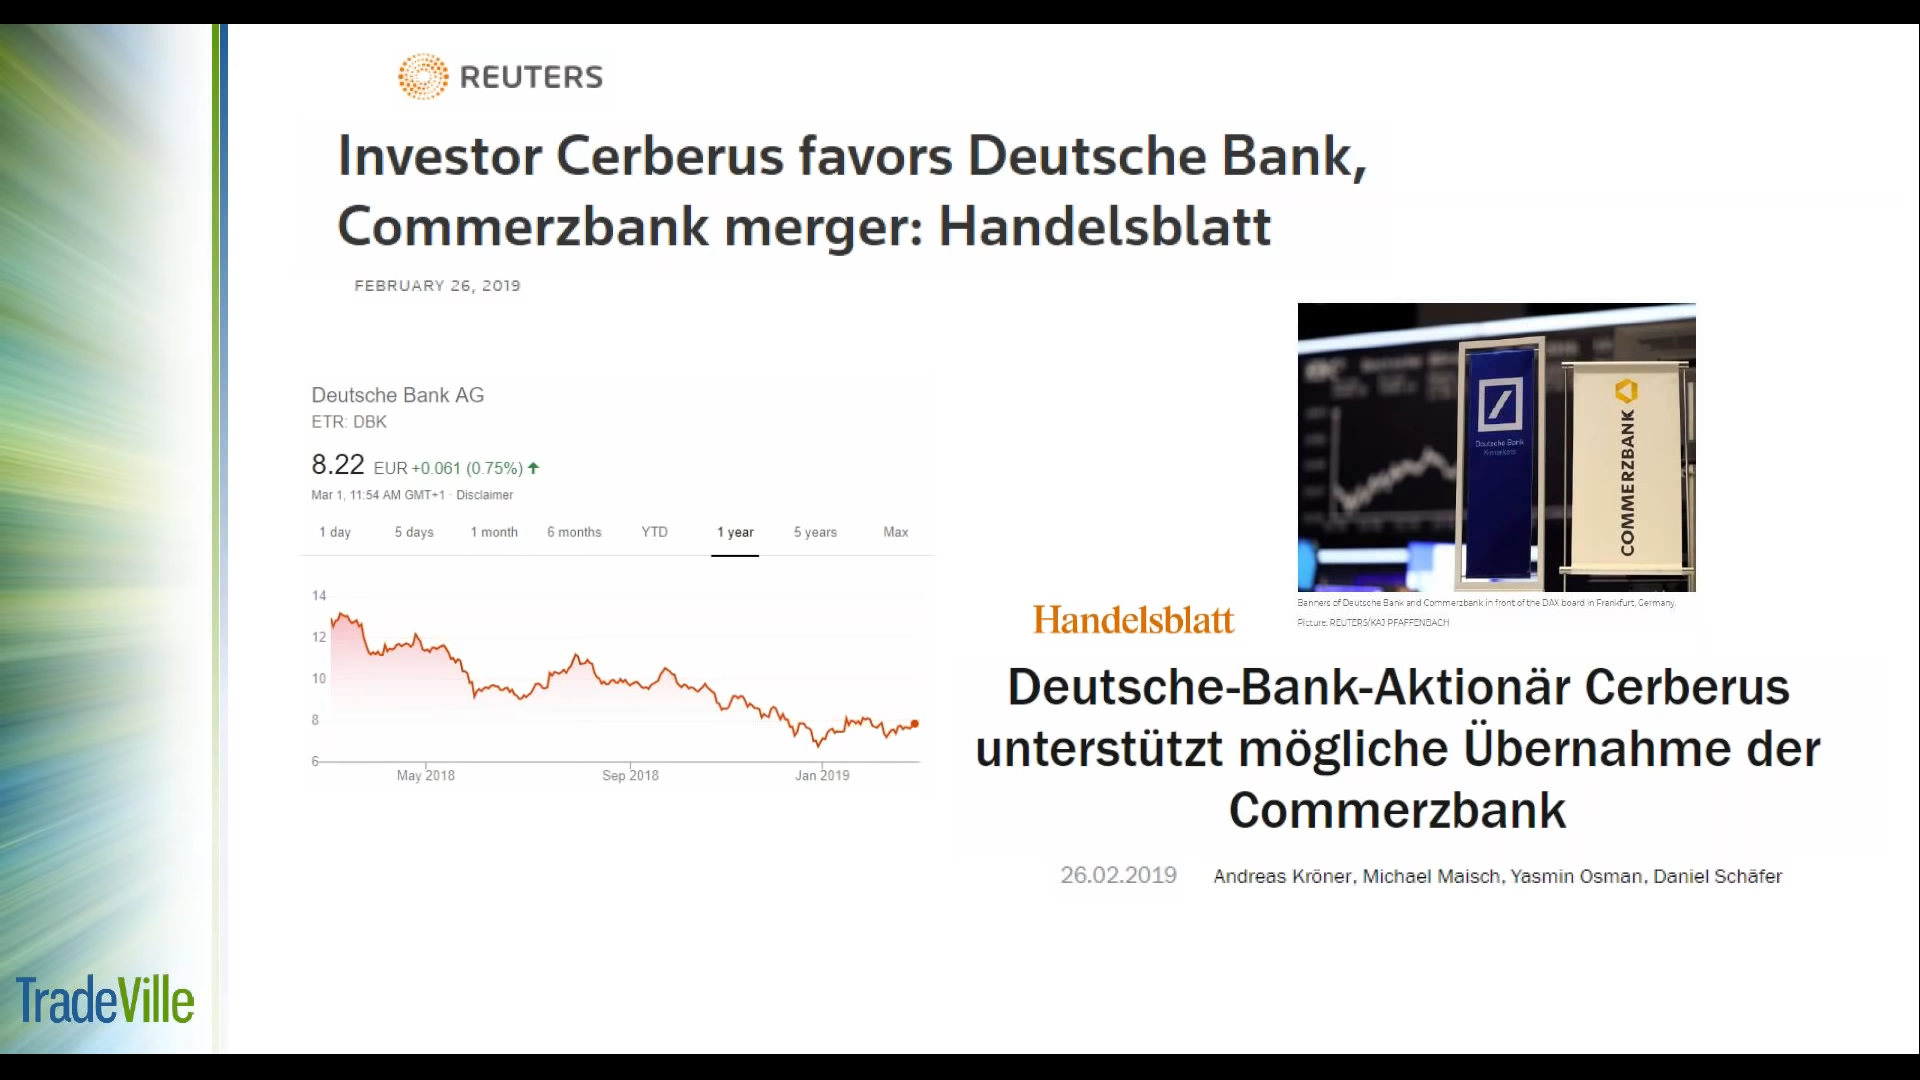 REUTERS
Investor Cerberus favors Deutsche Bank,
Commerzbank merger: Handelsblatt
FEBRUARY 26, 2019
Deutsche Bank AG
ETR: DBK
8.22 EUR +0.061 (0.75%)
Mar 1, 11:54 AM GMT+1 · Disclaimer
1 day 5 days 1 month 6 months YTD 1 year 5 years Max
14
12
10
8
6
May 2018 Sep 2018 Jan 2019
Deutsche Bank
X-markets
COMMERZBANK
Banners of Deutsche Bank and Commerzbank in front of the DAX board in Frankfurt, Germany.
Picture: REUTERS/KAI PFAFFENBACH
Handelsblatt
Deutsche-Bank-Aktionär Cerberus
unterstützt mögliche Übernahme der
Commerzbank
26.02.2019 Andreas Kröner, Michael Maisch, Yasmin Osman, Daniel Schäfer
TradeVille